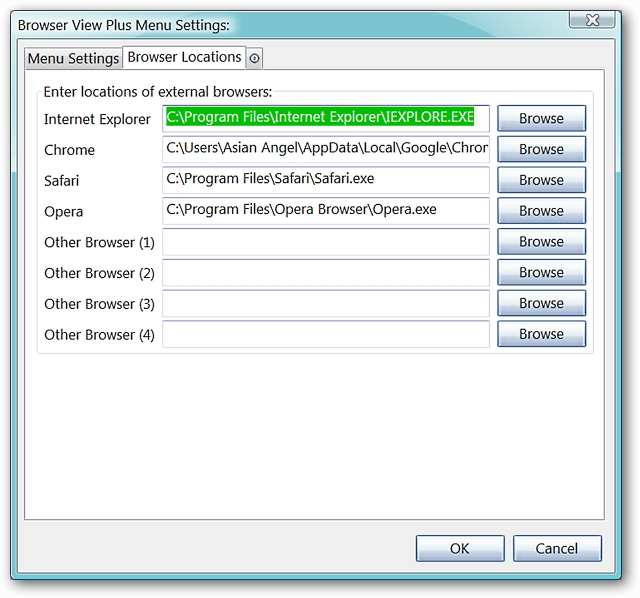 Browser View Plus Menu Settings:
Menu Settings Browser Locations
Enter locations of external browsers:
Internet Explorer C:\Program Files\Internet Explorer\IEXPLORE.EXE Browse
Chrome C:\Users\Asian Angel\AppData\Local\Google\Chron Browse
Safari C:\Program Files\Safari\Safari.exe Browse
Opera C:\Program Files\Opera Browser\Opera.exe Browse
Other Browser (1) Browse
Other Browser (2) Browse
Other Browser (3) Browse
Other Browser (4) Browse
OK Cancel